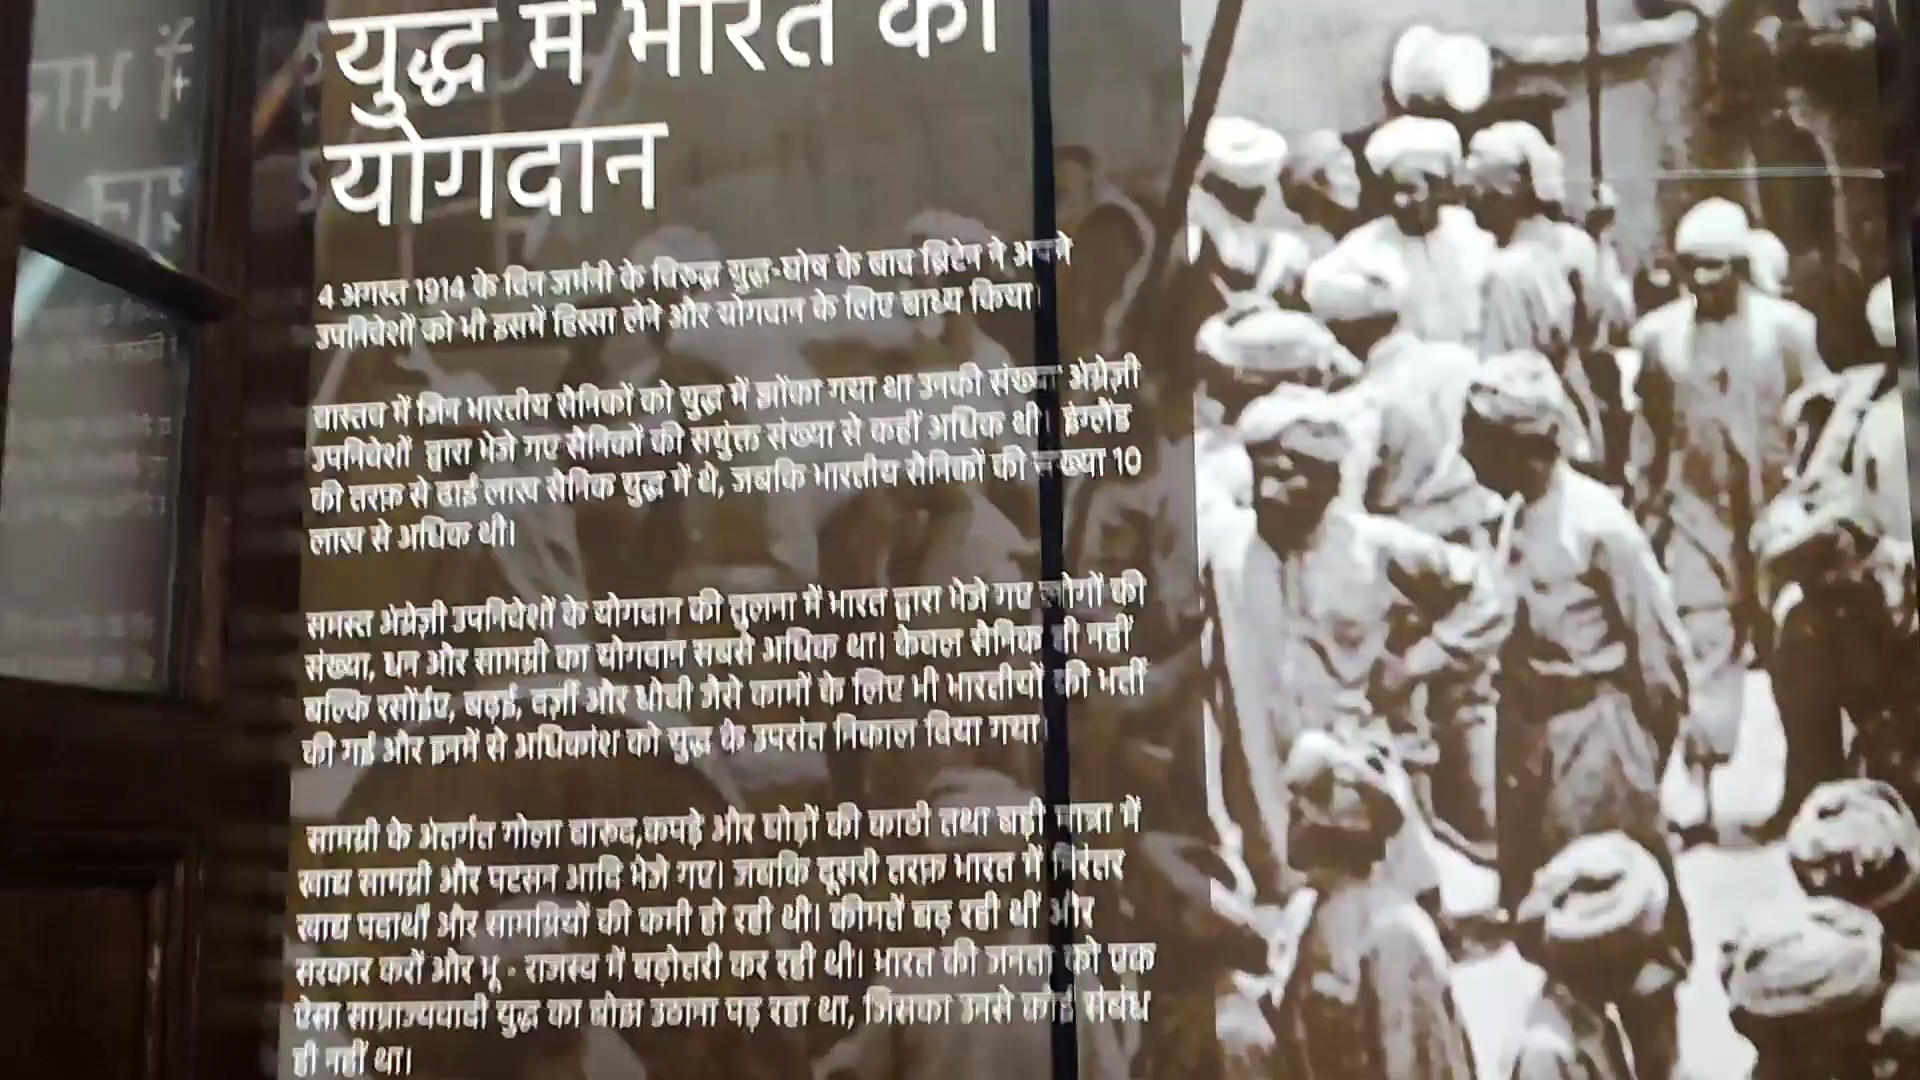 युद्ध में भारत का
योगदान
4 अगस्त 1914 के दिन जर्मनी के विरुद्ध युद्ध-घोष के बाद ब्रिटेन ने अपने
उपनिवेशों को भी इसमें हिस्सा लेने और योगदान के लिए बाध्य किया।
वास्तव में जिन भारतीय सैनिकों को युद्ध में झोंका गया था उनकी संख्या अंग्रेज़ी
उपनिवेशों द्वारा भेजे गए सैनिकों की सयुंक्त संख्या से कहीं अधिक थी। इंग्लैंड
की तरफ़ से ढाई लाख सैनिक युद्ध में थे, जबकि भारतीय सैनिकों की संख्या 10
लाख से अधिक थी।
समस्त अंग्रेज़ी उपनिवेशों के योगदान की तुलना में भारत द्वारा भेजे गए लोगों की
संख्या, धन और सामग्री का योगदान सबसे अधिक था। केवल सैनिक ही नहीं
बल्कि रसोईए, बढ़ई, दर्ज़ी और धोबी जैसे कामों के लिए भी भारतीयों की भर्ती
की गई और इनमें से अधिकांश को युद्ध के उपरांत निकाल दिया गया।
सामग्री के अंतर्गत गोला बारूद,कपड़े और घोड़ों की काठी तथा बड़ी मात्रा में
खाद्य सामग्री और पटसन आदि भेजे गए। जबकि दूसरी तरफ़ भारत में निरंतर
खाद्य पदार्थों और सामग्रियों की कमी हो रही थी। कीमतें बढ़ रही थीं और
सरकार करों और भू - राजस्व में बढ़ोतरी कर रही थी। भारत की जनता को एक
ऐसा साम्राज्यवादी युद्ध का बोझ उठाना पड़ रहा था, जिसका उनसे कोई संबंध
ही नहीं था।